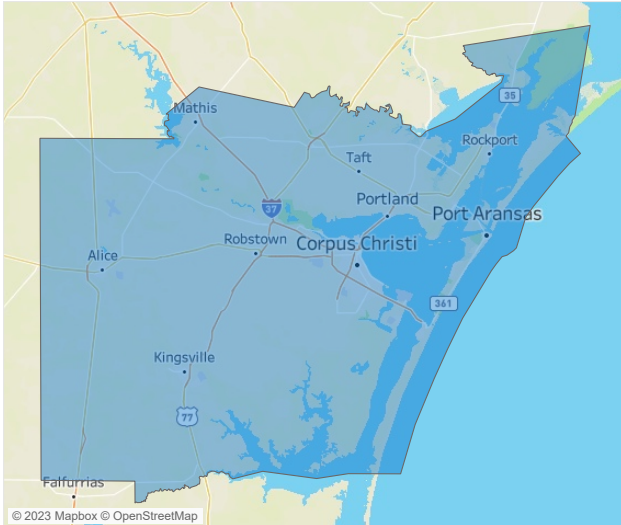 35
Mathis
Rockport
Taft
Portland
37
Port Aransas
Robstown
Corpus Christi
Alice
361
Kingsville
77
Falfurrias
© 2023 Mapbox © OpenStreetMap